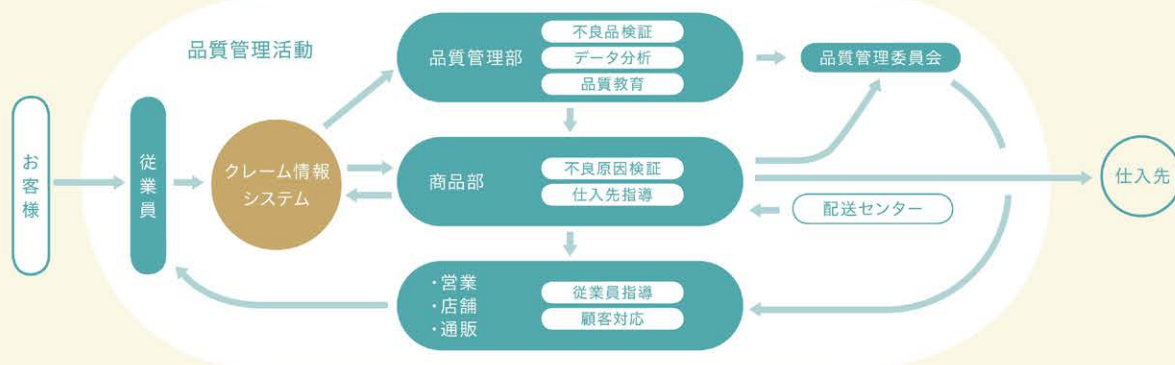 品質管理活動
お客様
従業員
クレーム情報
システム
品質管理部
不良品検証
データ分析
品質教育
品質管理委員会
商品部
不良原因検証
仕入先指導
配送センター
仕入先
・営業
・店舗
・通販
従業員指導
顧客対応